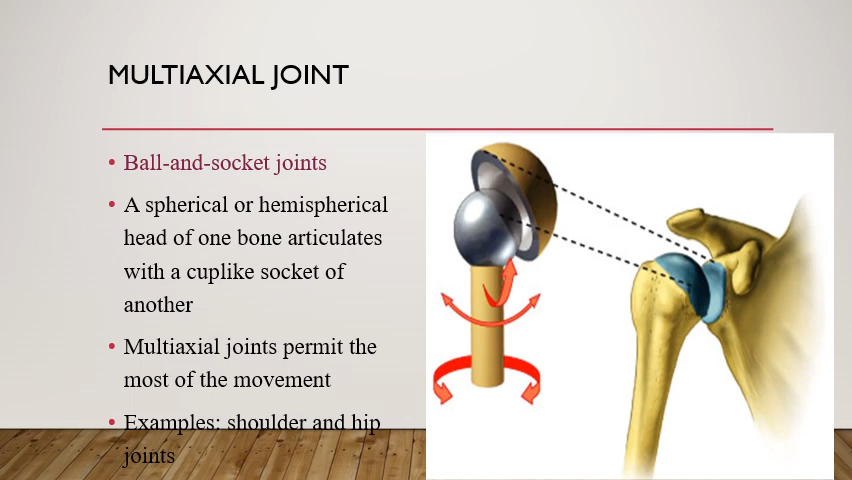 MULTIAXIAL JOINT
• Ball-and-socket joints
• A spherical or hemispherical
head of one bone articulates
with a cuplike socket of
another
• Multiaxial joints permit the
most of the movement
• Examples: shoulder and hip
joints